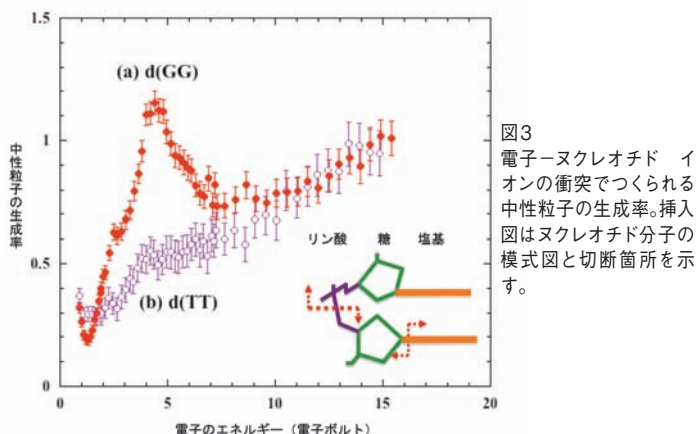 1.5
(a) d(GG)
1
中性粒子の生成率
0.5
(b) d(TT)
リン酸 糖 塩基
0
0 5 10 15 20
電子のエネルギー（電子ボルト）
図3
電子−ヌクレオチド イ
オンの衝突でつくられる
中性粒子の生成率。挿入
図はヌクレオチド分子の
模式図と切断箇所を示
す。